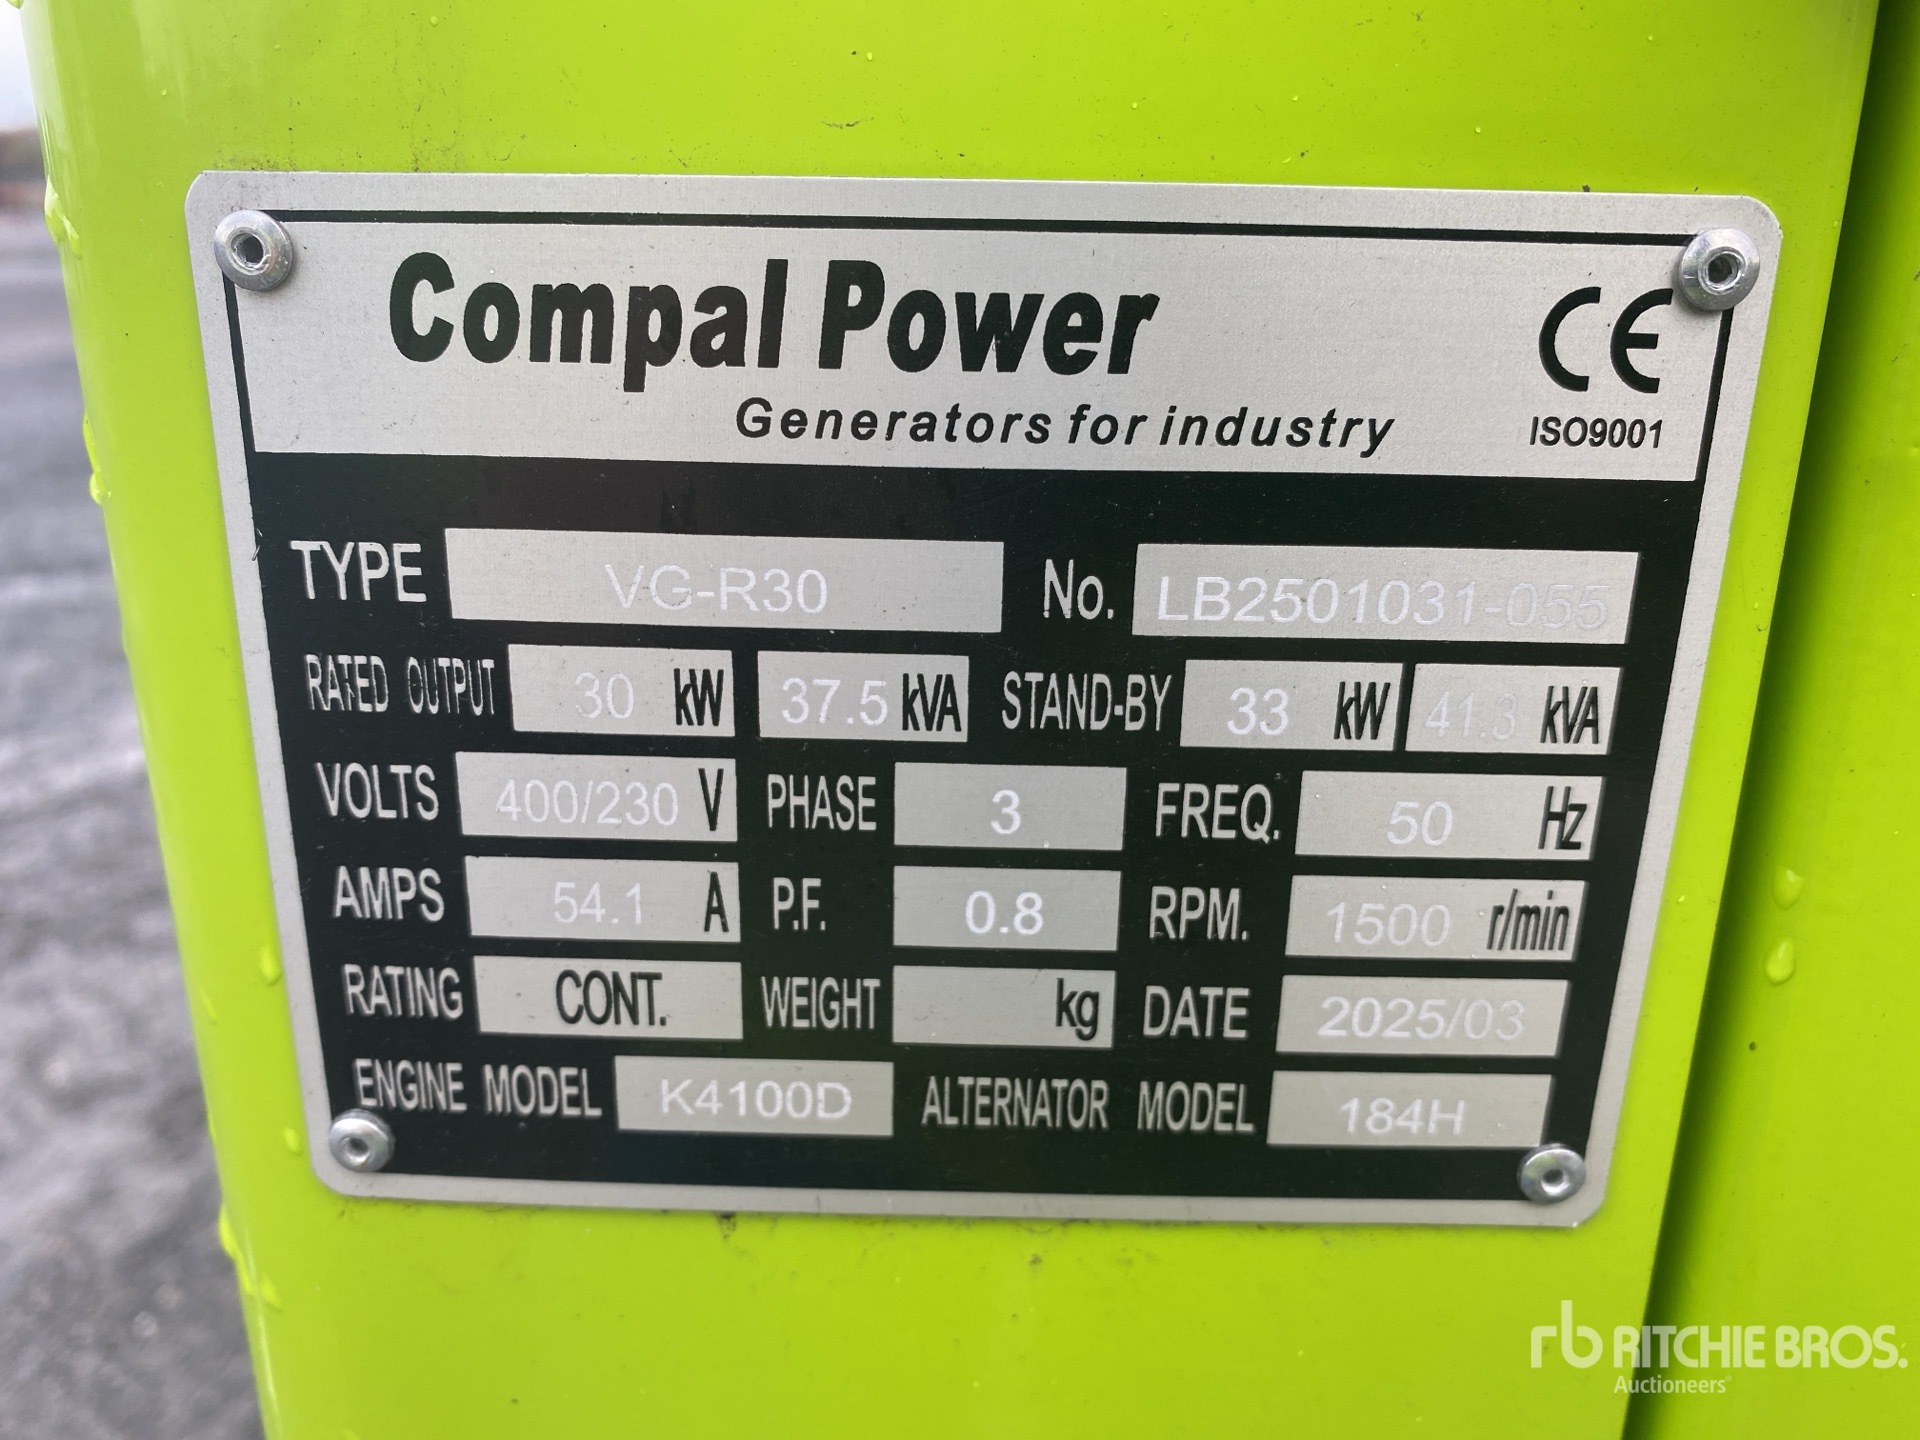 Compal Power
CE
Generators for industry
ISO9001
TYPE VG-R30 No. LB2501031-055
RATED OUTPUT 30 kW 37.5 kVA STAND-BY 33 kW 41.3 kVA
VOLTS 400/230 V PHASE 3 FREQ. 50 Hz
AMPS 54.1 A P.F. 0.8 RPM. 1500 r/min
RATING CONT. WEIGHT kg DATE 2025/03
ENGINE MODEL K4100D ALTERNATOR MODEL 184H
rb RITCHIE BROS.
Auctioneers